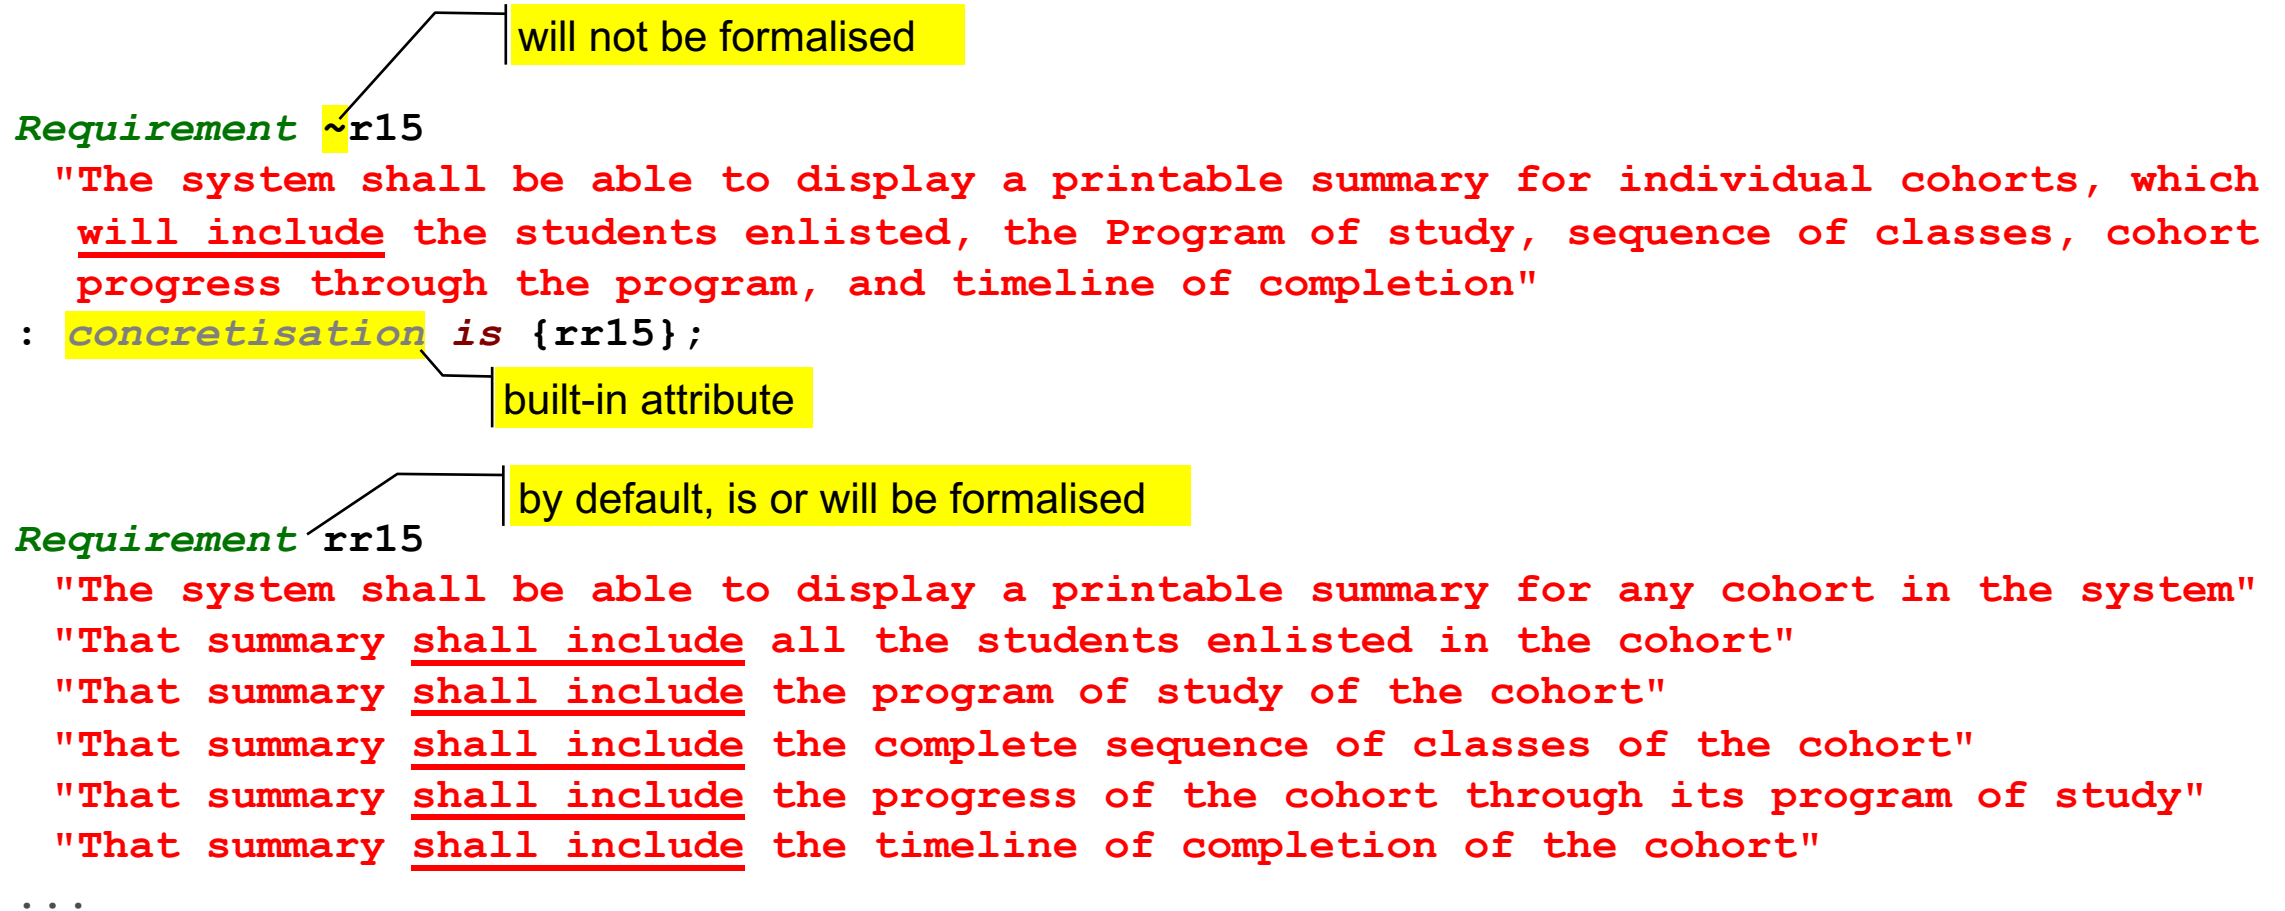 will not be formalised
Requirement ~r15
"The system shall be able to display a printable summary for individual cohorts, which
will include the students enlisted, the Program of study, sequence of classes, cohort
progress through the program, and timeline of completion"
: concretisation is {rr15};
built-in attribute
by default, is or will be formalised
Requirement rr15
"The system shall be able to display a printable summary for any cohort in the system"
"That summary shall include all the students enlisted in the cohort"
"That summary shall include the program of study of the cohort"
"That summary shall include the complete sequence of classes of the cohort"
"That summary shall include the progress of the cohort through its program of study"
"That summary shall include the timeline of completion of the cohort"
...